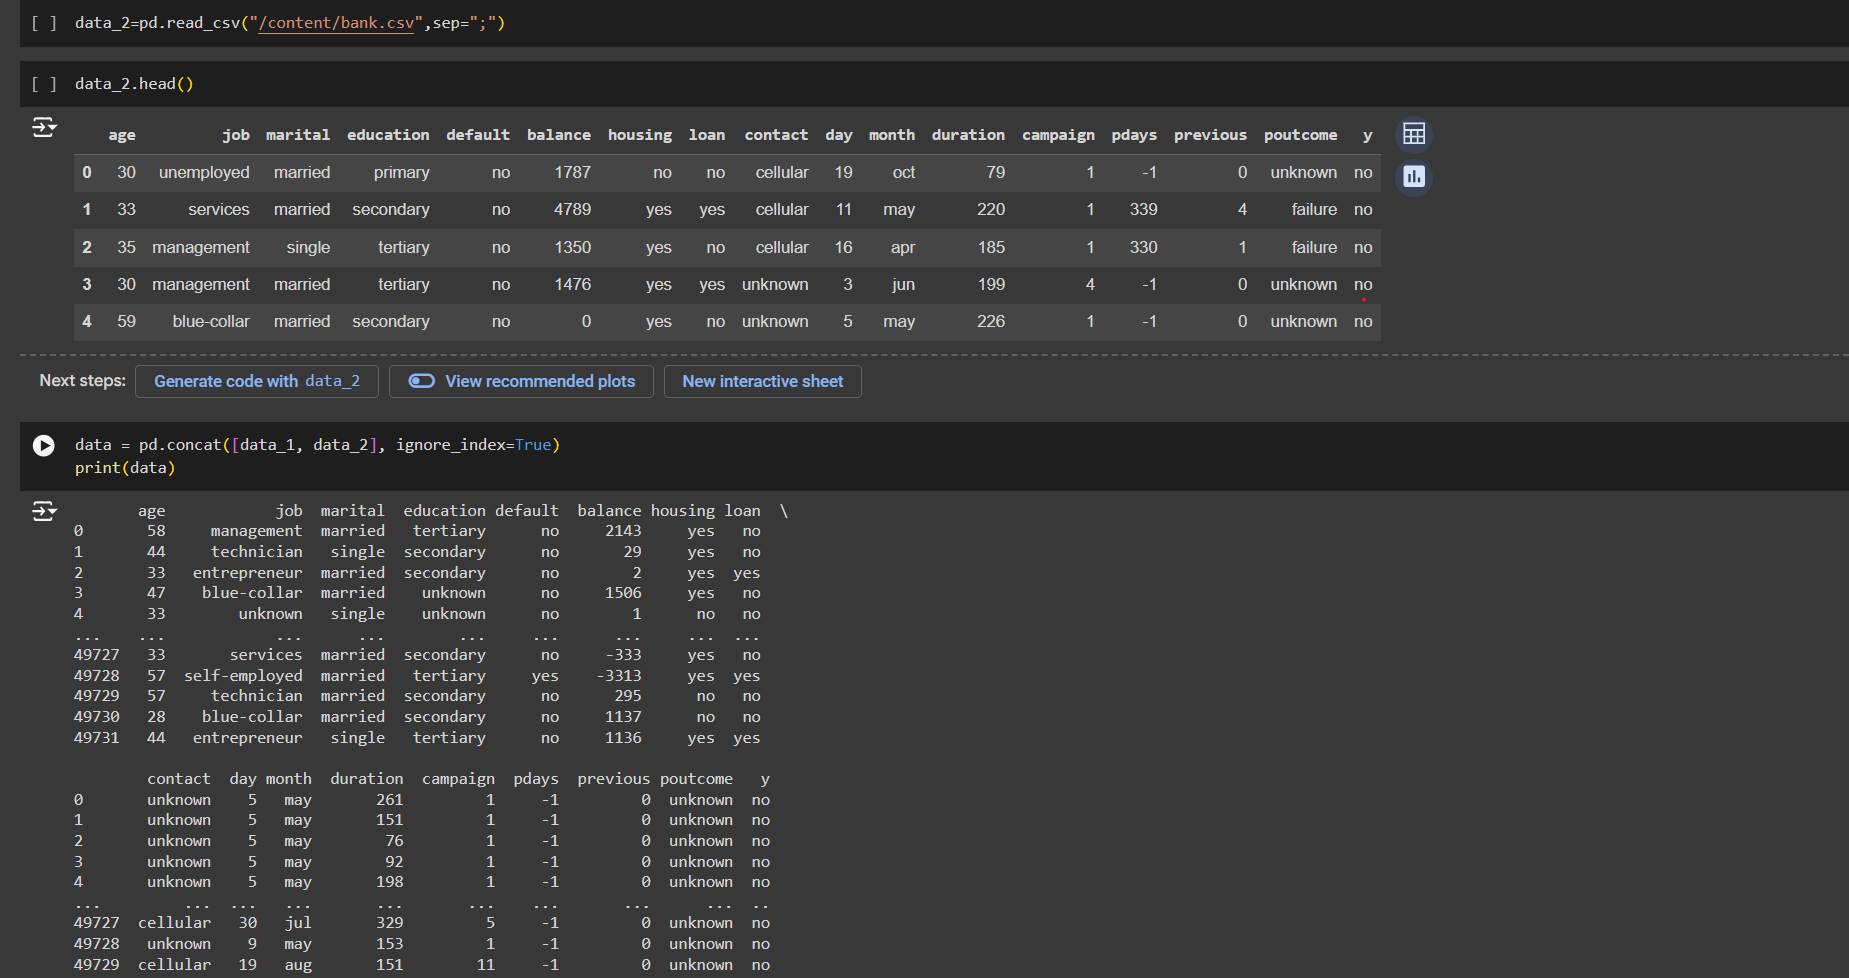 [ ] data_2=pd.read_csv("/content/bank.csv",sep=";")
[ ] data_2.head()
age job marital education default balance housing loan contact day month duration campaign pdays previous poutcome y
0 30 unemployed married primary no 1787 no no cellular 19 oct 79 1 -1 0 unknown no
1 33 services married secondary no 4789 yes yes cellular 11 may 220 1 339 4 failure no
2 35 management single tertiary no 1350 yes no cellular 16 apr 185 1 330 1 failure no
3 30 management married tertiary no 1476 yes yes unknown 3 jun 199 4 -1 0 unknown no
4 59 blue-collar married secondary no 0 yes no unknown 5 may 226 1 -1 0 unknown no
Next steps: Generate code with data_2 View recommended plots New interactive sheet
data = pd.concat([data_1, data_2], ignore_index=True)
print(data)
age job marital education default balance housing loan \
0 58 management married tertiary no 2143 yes no
1 44 technician single secondary no 29 yes no
2 33 entrepreneur married secondary no 2 yes yes
3 47 blue-collar married unknown no 1506 yes no
4 33 unknown single unknown no 1 no no
... ... ... ... ... ... ... ... ...
49727 33 services married secondary no -333 yes no
49728 57 self-employed married tertiary yes -3313 yes yes
49729 57 technician married secondary no 295 no no
49730 28 blue-collar married secondary no 1137 no no
49731 44 entrepreneur single tertiary no 1136 yes yes
contact day month duration campaign pdays previous poutcome y
0 unknown 5 may 261 1 -1 0 unknown no
1 unknown 5 may 151 1 -1 0 unknown no
2 unknown 5 may 76 1 -1 0 unknown no
3 unknown 5 may 92 1 -1 0 unknown no
4 unknown 5 may 198 1 -1 0 unknown no
... ... ... ... ... ... ... ... ... ..
49727 cellular 30 jul 329 5 -1 0 unknown no
49728 unknown 9 may 153 1 -1 0 unknown no
49729 cellular 19 aug 151 11 -1 0 unknown no